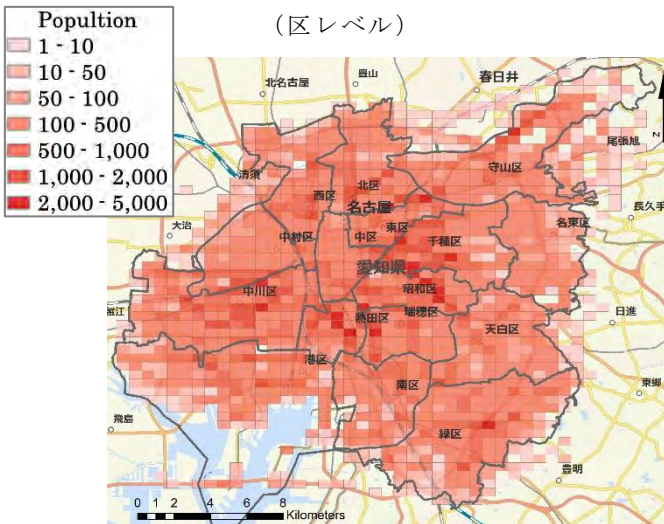 (区レベル)
Popultion
1 - 10
10 - 50
50 - 100
100 - 500
500 - 1,000
1,000 - 2,000
2,000 - 5,000
北名古屋
豊山
春日井
尾張旭
守山区
清須
西区
北区
名古屋
長久手
大治
中村区
中区
東区
千種区
名東区
愛知県
中川区
昭和区
蟹江
熱田区
瑞穂区
天白区
日進
港区
南区
東郷
飛島
緑区
豊明
0 1 2 4 6 8
Kilometers